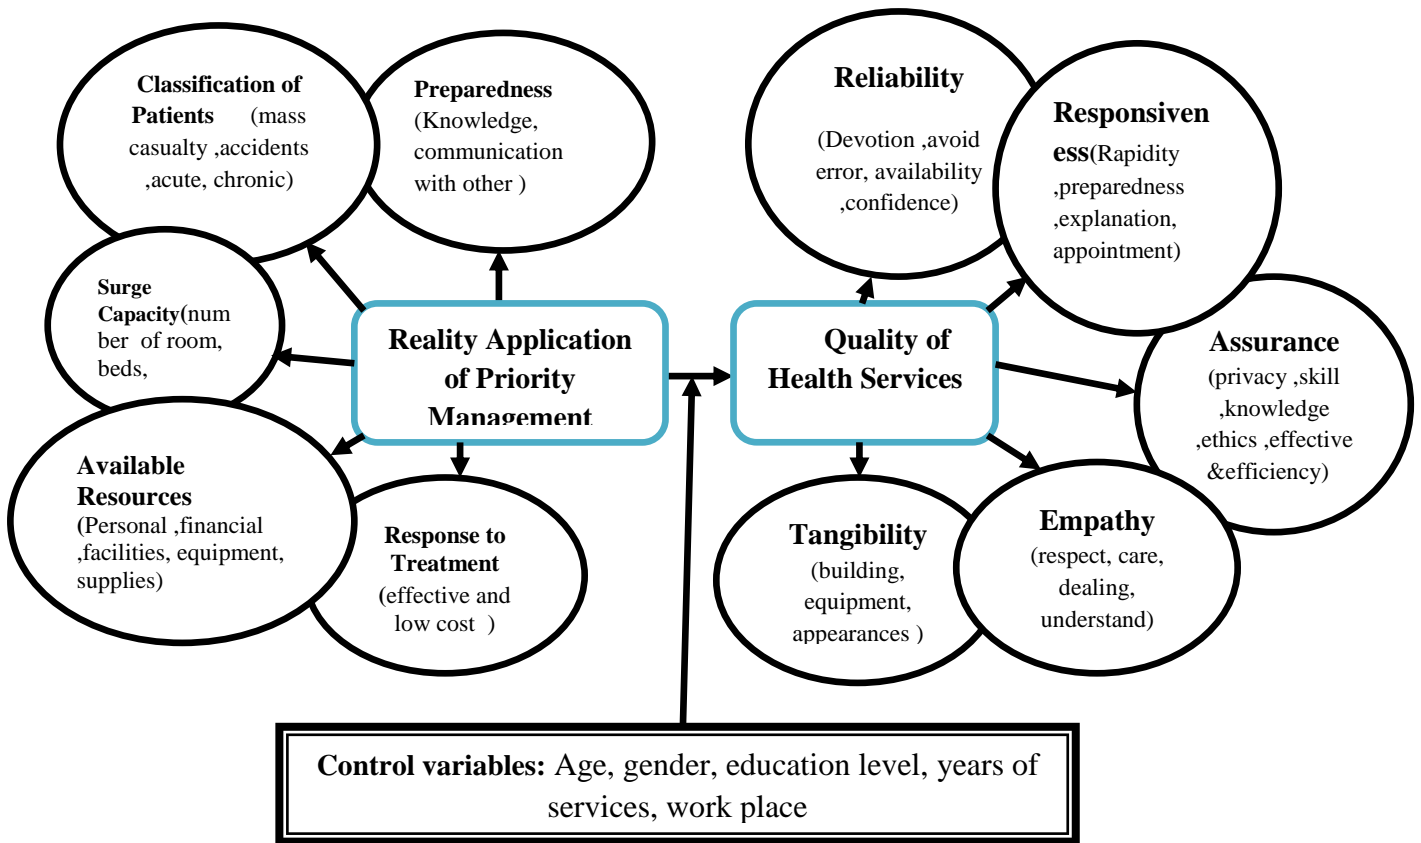 Classification of
Patients (mass
casualty ,accidents
,acute, chronic)
Preparedness
(Knowledge,
communication
with other )
Surge
Capacity(num
ber of room,
beds,
Reality Application
of Priority
Management
Available
Resources
(Personal ,financial
,facilities, equipment,
supplies)
Response to
Treatment
(effective and
low cost )
Reliability
(Devotion ,avoid
error, availability
,confidence)
Responsiven
ess(Rapidity
,preparedness
,explanation,
appointment)
Quality of
Health Services
Assurance
(privacy ,skill
,knowledge
,ethics ,effective
&efficiency)
Tangibility
(building,
equipment,
appearances )
Empathy
(respect, care,
dealing,
understand)
Control variables: Age, gender, education level, years of
services, work place